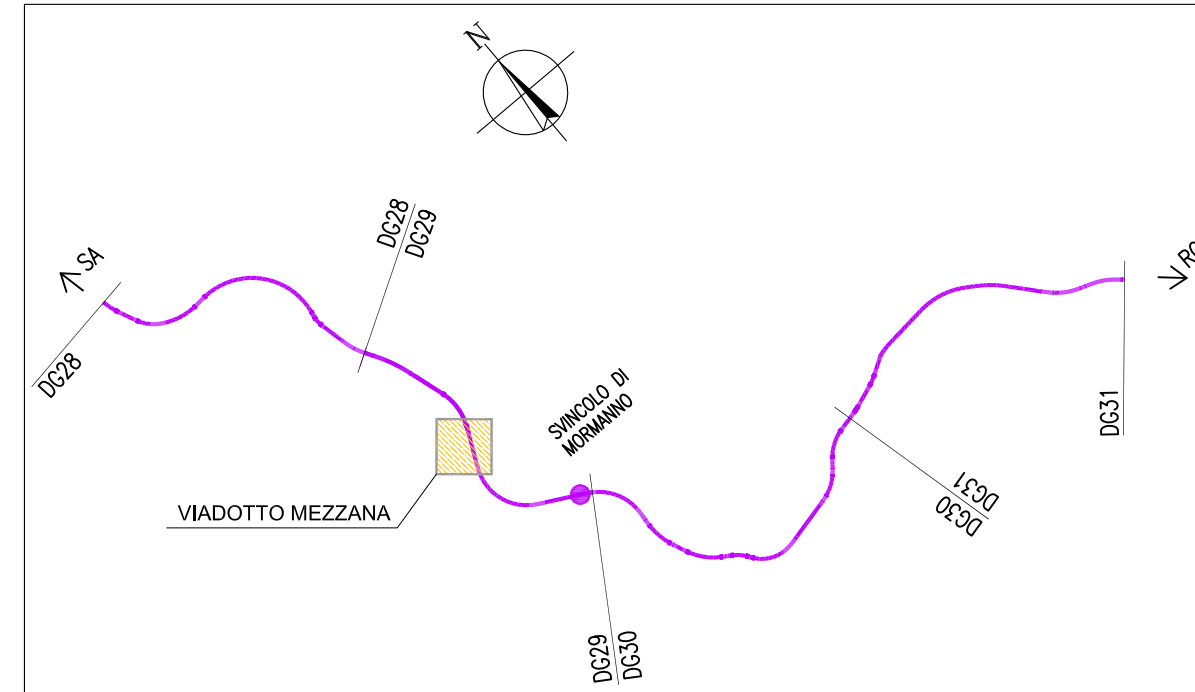 N
SA
DG28
DG28
DG29
VIADOTTO MEZZANA
SVINCOLO DI
MORMANNO
DG29
DG30
DG31
DG30
DG31